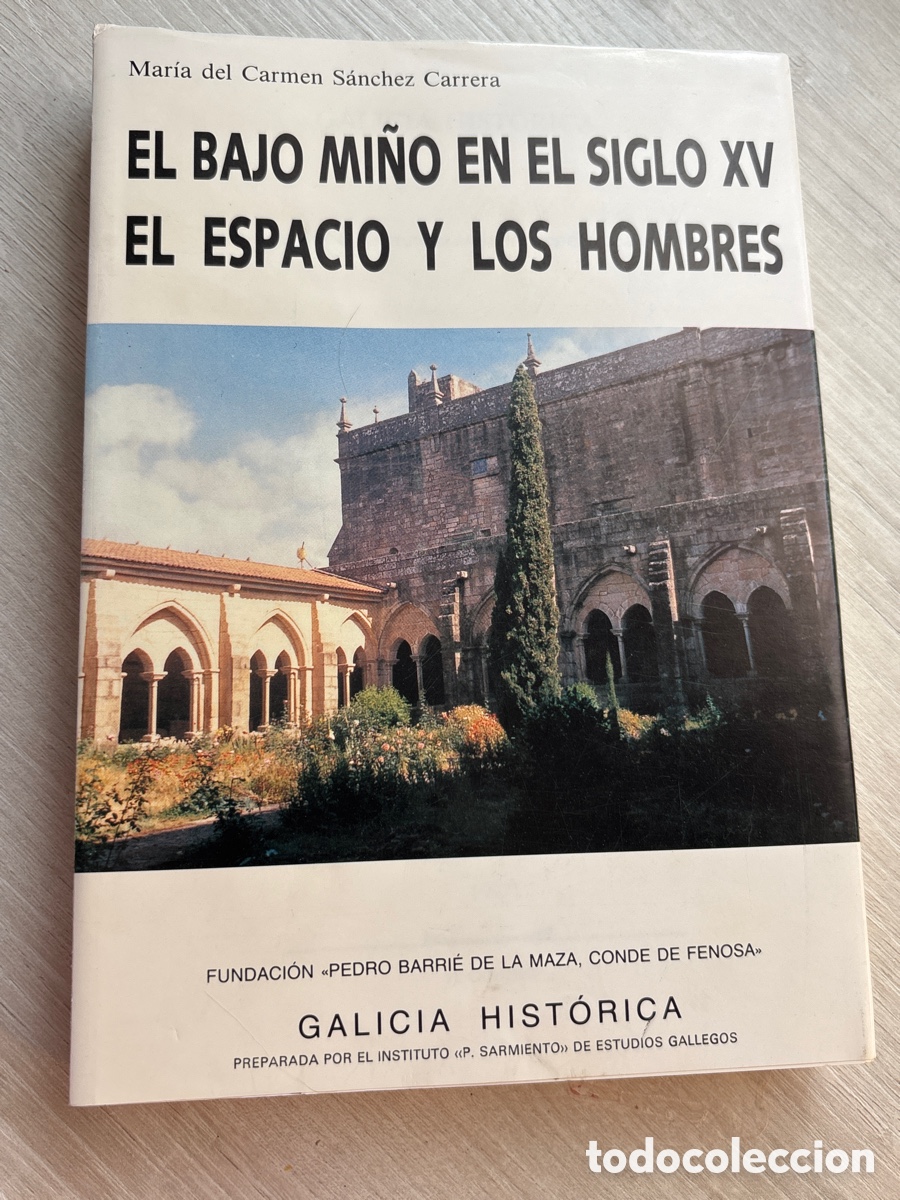 María del Carmen Sánchez Carrera
EL BAJO MIÑO EN EL SIGLO XV
EL ESPACIO Y LOS HOMBRES
FUNDACIÓN «PEDRO BARRIÉ DE LA MAZA, CONDE DE FENOSA»
GALICIA HISTÓRICA
PREPARADA POR EL INSTITUTO «P. SARMIENTO» DE ESTUDIOS GALLEGOS
todocoleccion